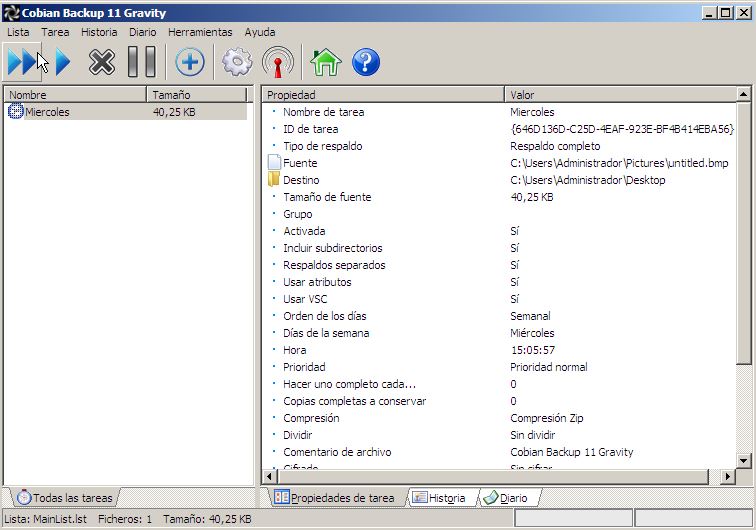 Cobian Backup 11 Gravity
Lista Tarea Historia Diario Herramientas Ayuda
Nombre Tamaño
Miercoles 40,25 KB
Propiedad Valor
Nombre de tarea Miercoles
ID de tarea {646D136D-C25D-4EAF-923E-BF4B414EBA56}
Tipo de respaldo Respaldo completo
Fuente C:\Users\Administrador\Pictures\untitled.bmp
Destino C:\Users\Administrador\Desktop
Tamaño de fuente 40,25 KB
Grupo
Activada Sí
Incluir subdirectorios Sí
Respaldos separados Sí
Usar atributos Sí
Usar VSC Sí
Orden de los días Semanal
Días de la semana Miércoles
Hora 15:05:57
Prioridad Prioridad normal
Hacer uno completo cada... 0
Copias completas a conservar 0
Compresión Compresión Zip
Dividir Sin dividir
Comentario de archivo Cobian Backup 11 Gravity
Cifrado Sin cifrar
Todas las tareas
Propiedades de tarea Historia Diario
Lista: MainList.lst Ficheros: 1 Tamaño: 40,25 KB